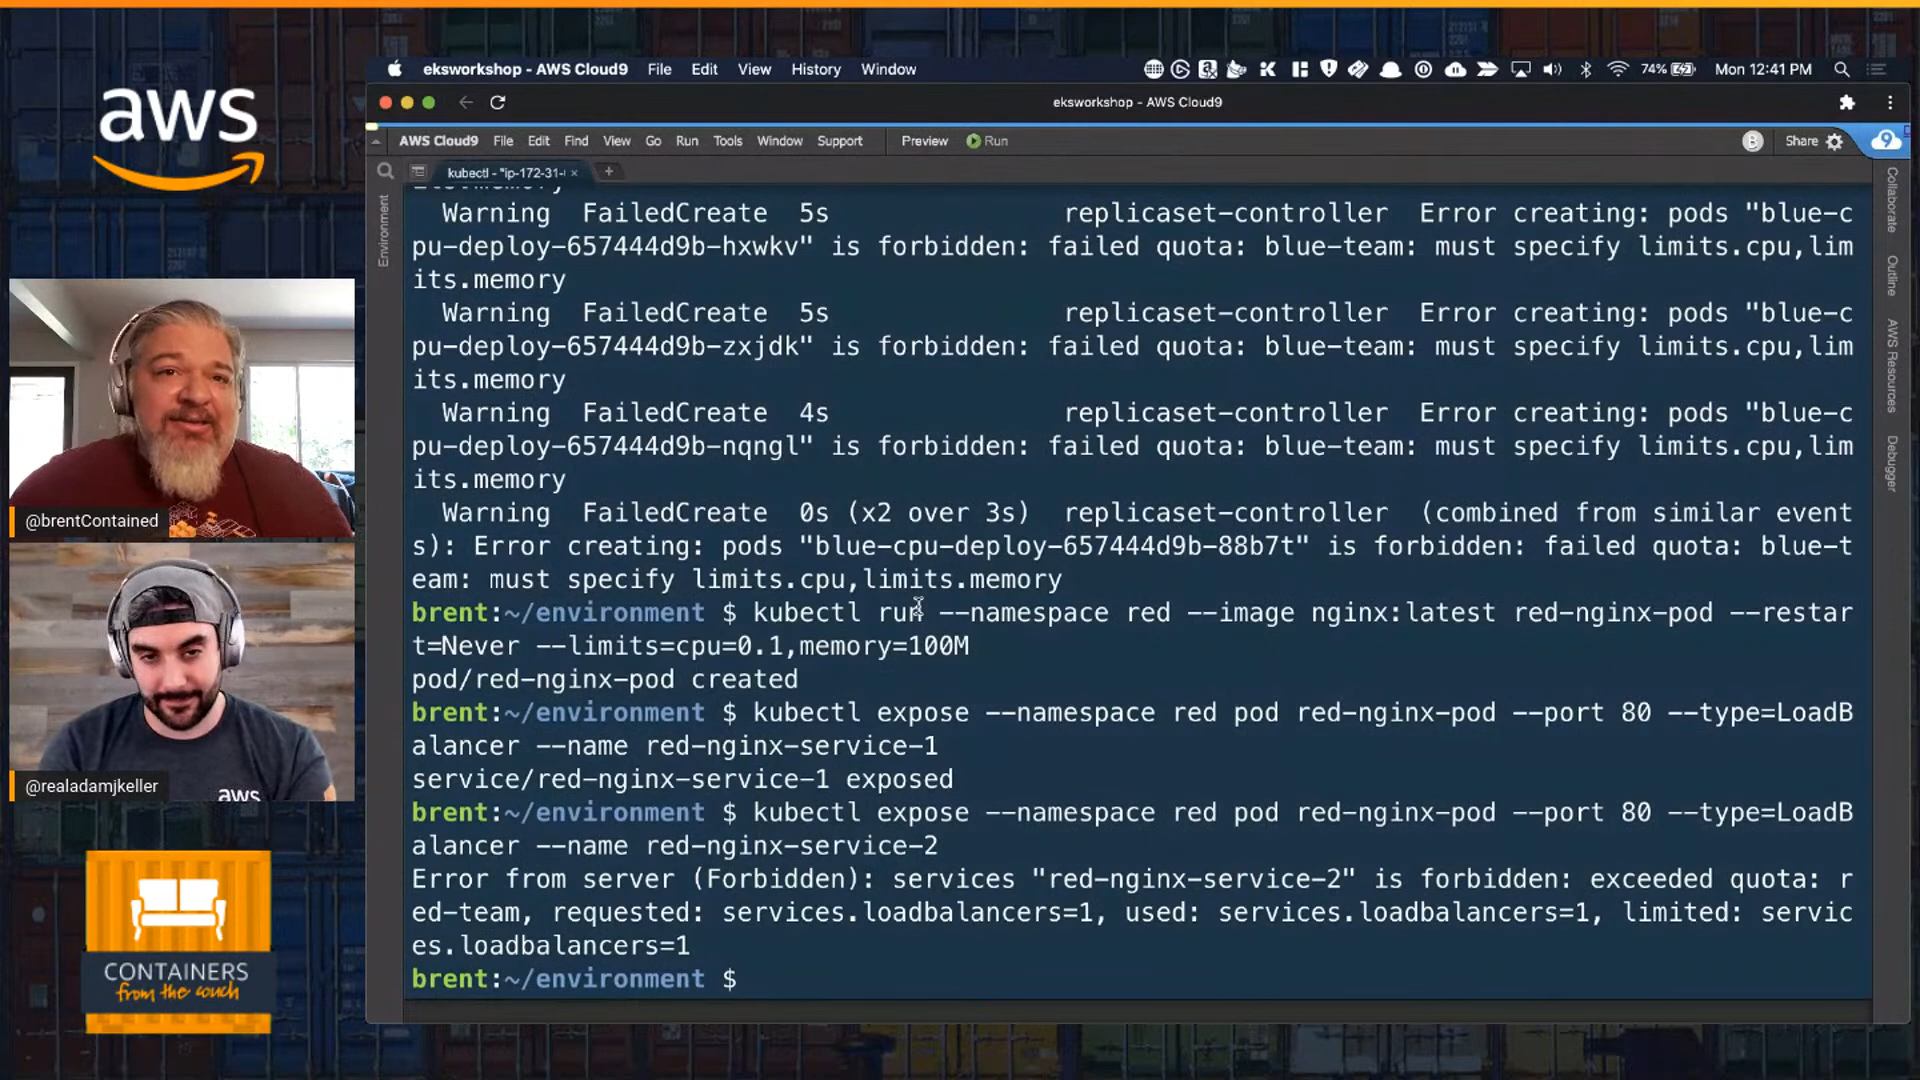 aws
eksworkshop - AWS Cloud9 File Edit View History Window 74% Mon 12:41 PM
eksworkshop - AWS Cloud9
AWS Cloud9 File Edit Find View Go Run Tools Window Support Preview Run B Share 9
kubectl - "ip-172-31- × +
Environment
Collaborate
Outline
AWS Resources
Debugger
its.memory
Warning FailedCreate 5s replicaset-controller Error creating: pods "blue-c
pu-deploy-657444d9b-hxwkv" is forbidden: failed quota: blue-team: must specify limits.cpu,lim
its.memory
Warning FailedCreate 5s replicaset-controller Error creating: pods "blue-c
pu-deploy-657444d9b-zxjdk" is forbidden: failed quota: blue-team: must specify limits.cpu,lim
its.memory
Warning FailedCreate 4s replicaset-controller Error creating: pods "blue-c
pu-deploy-657444d9b-nqngl" is forbidden: failed quota: blue-team: must specify limits.cpu,lim
its.memory
Warning FailedCreate 0s (x2 over 3s) replicaset-controller (combined from similar event
s): Error creating: pods "blue-cpu-deploy-657444d9b-88b7t" is forbidden: failed quota: blue-t
eam: must specify limits.cpu,limits.memory
brent:~/environment $ kubectl run --namespace red --image nginx:latest red-nginx-pod --restar
t=Never --limits=cpu=0.1,memory=100M
pod/red-nginx-pod created
brent:~/environment $ kubectl expose --namespace red pod red-nginx-pod --port 80 --type=LoadB
alancer --name red-nginx-service-1
service/red-nginx-service-1 exposed
brent:~/environment $ kubectl expose --namespace red pod red-nginx-pod --port 80 --type=LoadB
alancer --name red-nginx-service-2
Error from server (Forbidden): services "red-nginx-service-2" is forbidden: exceeded quota: r
ed-team, requested: services.loadbalancers=1, used: services.loadbalancers=1, limited: servic
es.loadbalancers=1
brent:~/environment $
@brentContained
aws
@realadamjkeller
CONTAINERS
from the couch